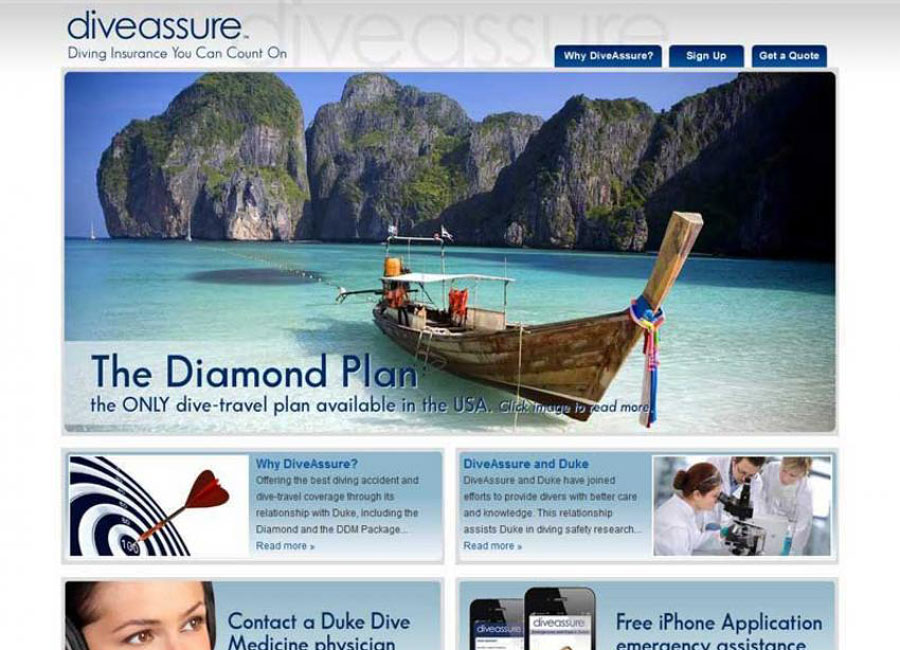 diveassure™
Diving Insurance You Can Count On
diveassure
Why DiveAssure?
Sign Up
Get a Quote
The Diamond Plan
the ONLY dive-travel plan available in the USA. Click image to read more.
Why DiveAssure?
Offering the best diving accident and
dive-travel coverage through its
relationship with Duke, including the
Diamond and the DDM Package...
Read more »
DiveAssure and Duke
DiveAssure and Duke have joined
efforts to provide divers with better care
and knowledge. This relationship
assists Duke in diving safety research...
Read more »
100
Contact a Duke Dive
Medicine physician
diveassure
diveassure
Free iPhone Application
emergency assistance